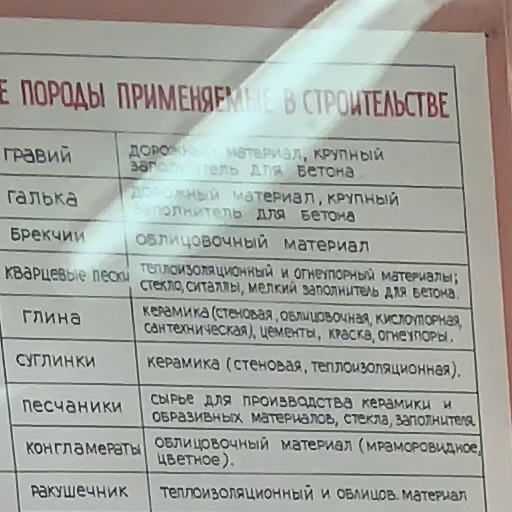 Е ПОРОДЫ ПРИМЕНЯЕМЫЕ В СТРОИТЕЛЬСТВЕ
ГРАВИЙ
ДОРОЖНЫЙ МАТЕРИАЛ, КРУПНЫЙ
ЗАПОЛНИТЕЛЬ ДЛЯ БЕТОНА.
ГАЛЬКА
ДОРОЖНЫЙ МАТЕРИАЛ, КРУПНЫЙ
ЗАПОЛНИТЕЛЬ ДЛЯ БЕТОНА
БРЕКЧИИ
ОБЛИЦОВОЧНЫЙ МАТЕРИАЛ
КВАРЦЕВЫЕ ПЕСКИ
ТЕПЛОИЗОЛЯЦИОННЫЙ И ОГНЕУПОРНЫЙ МАТЕРИАЛЫ;
СТЕКЛО, СИТАЛЛЫ, МЕЛКИЙ ЗАПОЛНИТЕЛЬ ДЛЯ БЕТОНА.
ГЛИНА
КЕРАМИКА (СТЕНОВАЯ, ОБЛИЦОВОЧНАЯ, КИСЛОУПОРНАЯ,
САНТЕХНИЧЕСКАЯ), ЦЕМЕНТЫ, КРАСКА, ОГНЕУПОРЫ.
СУГЛИНКИ
КЕРАМИКА (СТЕНОВАЯ, ТЕПЛОИЗОЛЯЦИОННАЯ).
ПЕСЧАНИКИ
СЫРЬЕ ДЛЯ ПРОИЗВОДСТВА КЕРАМИКИ И
ОБРАЗИВНЫХ МАТЕРИАЛОВ, СТЕКЛА, ЗАПОЛНИТЕЛЯ.
КОНГЛАМЕРАТЫ
ОБЛИЦОВОЧНЫЙ МАТЕРИАЛ (МРАМОРОВИДНОЕ,
ЦВЕТНОЕ).
РАКУШЕЧНИК
ТЕПЛОИЗОЛЯЦИОННЫЙ И ОБЛИЦОВ. МАТЕРИАЛ